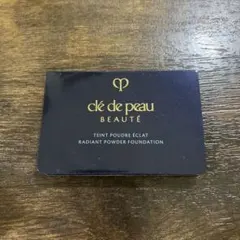 clé de peau
BEAUTÉ
TEINT POUDRE ÉCLAT
RADIANT POWDER FOUNDATION